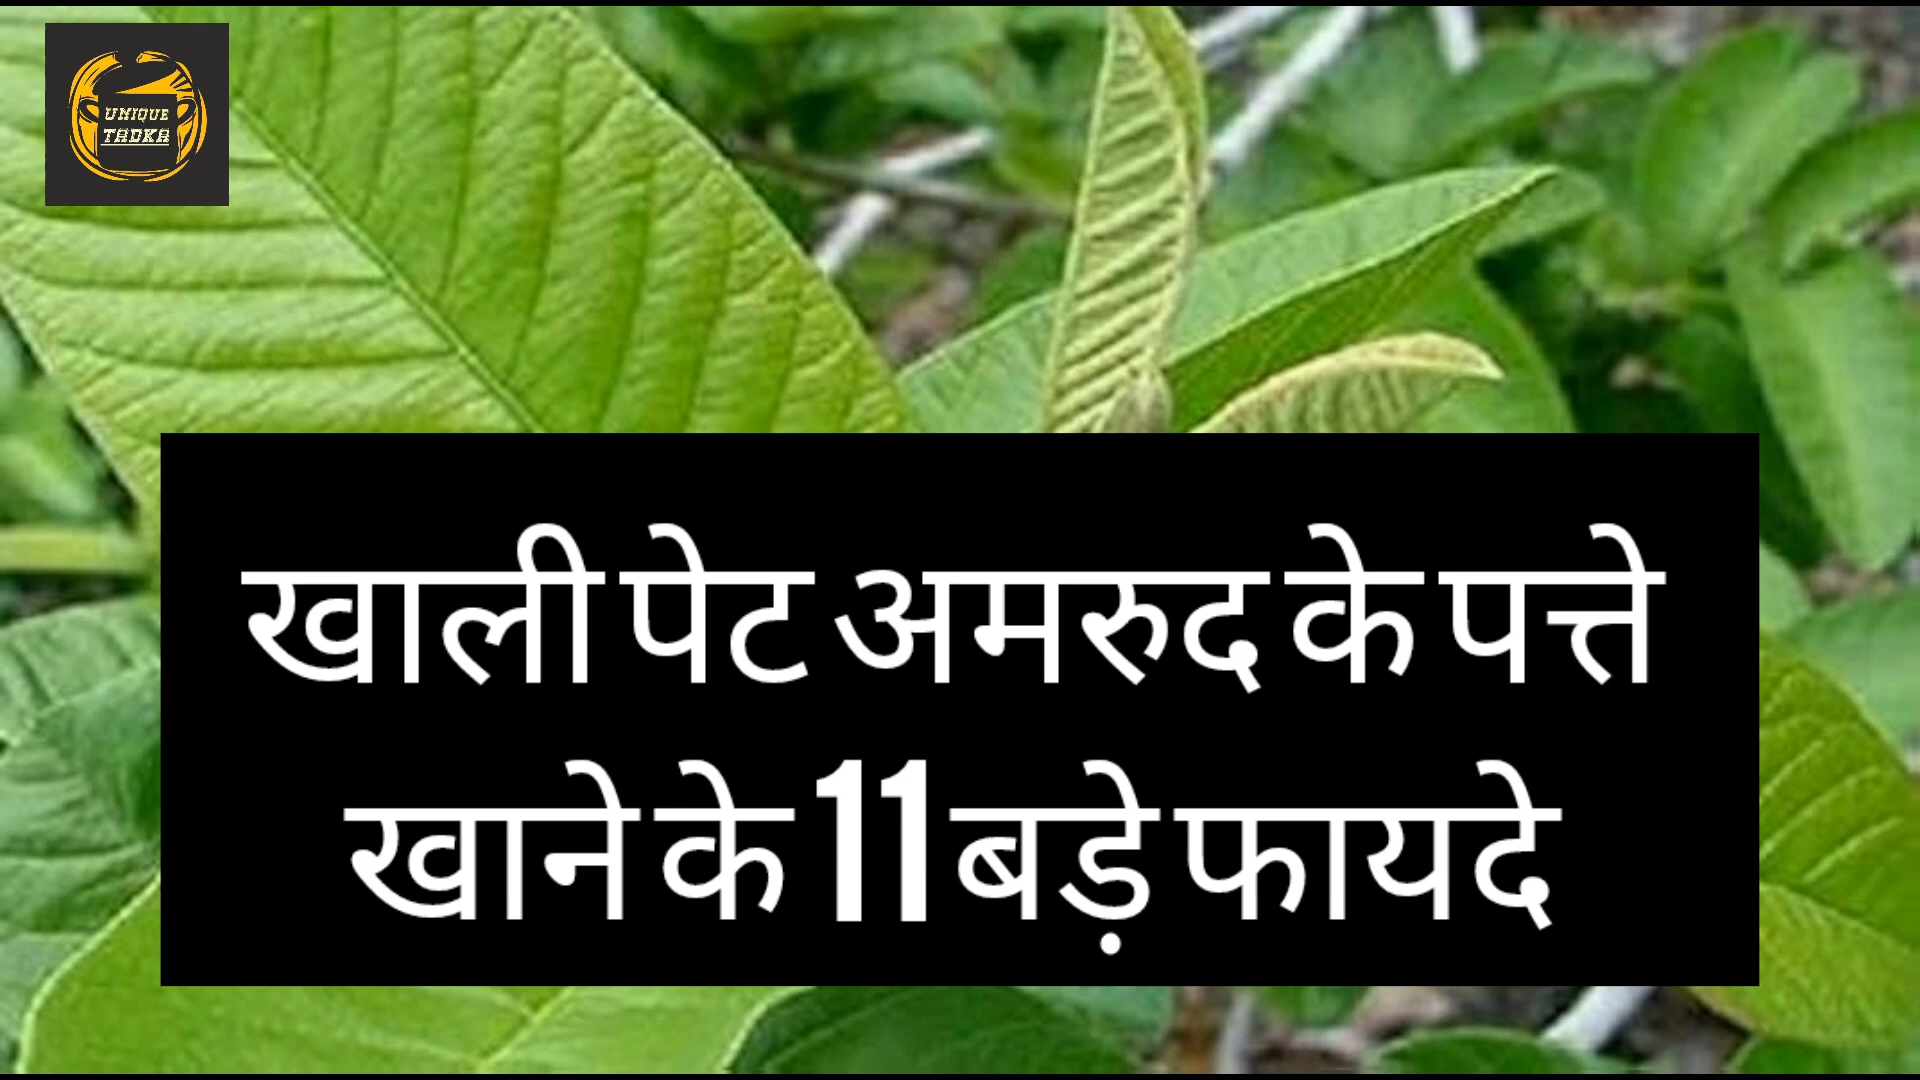 UNIQUE
TADKA
खाली पेट अमरुद के पत्ते
खाने के 11 बड़े फायदे